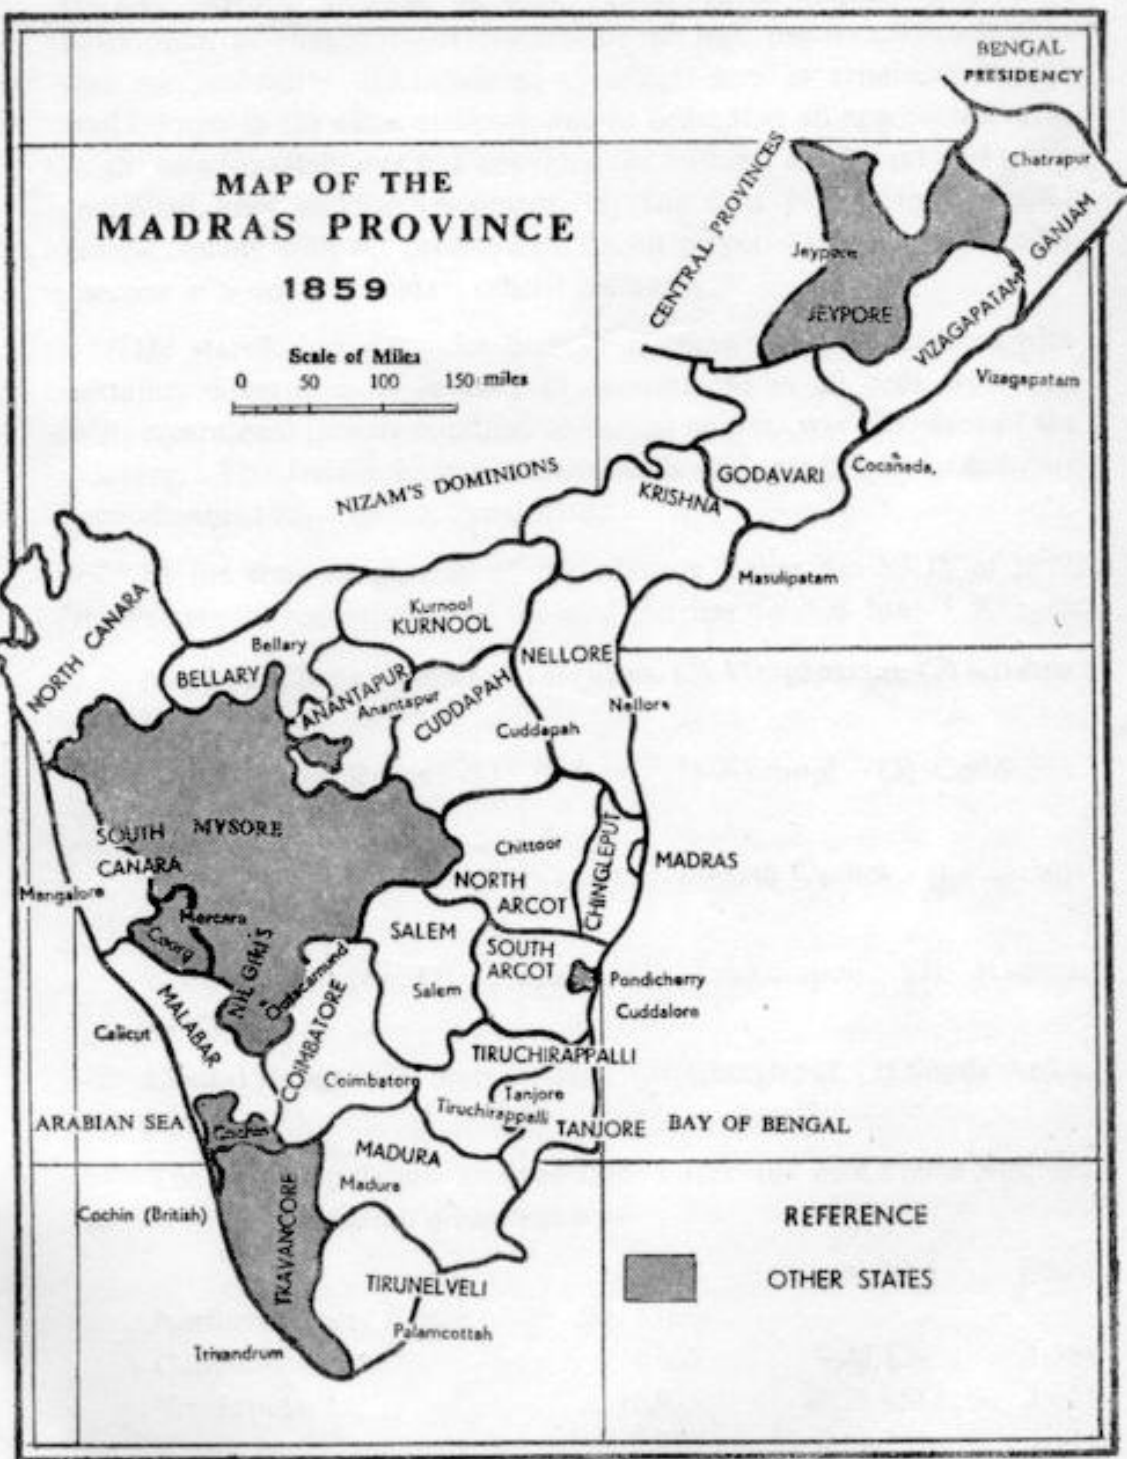 BENGAL
PRESIDENCY
MAP OF THE
MADRAS PROVINCE
1859
Scale of Miles
0 50 100 150 miles
CENTRAL PROVINCES
Chatrapur
GANJAM
Jeypore
JEYPORE
VIZAGAPATAM
Vizagapatam
NIZAM'S DOMINIONS
KRISHNA
GODAVARI
Cocanada,
Masulipatam
NORTH CANARA
Kurnool
KURNOOL
Bellary
BELLARY
ANANTAPUR
Anantapur
CUDDAPAH
Cuddapah
NELLORE
Nellore
SOUTH
CANARA
MYSORE
Mangalore
Mercara
Coorg
Chittoor
NORTH
ARCOT
CHINGLEPUT
MADRAS
SALEM
Salem
SOUTH
ARCOT
Pondicherry
Cuddalore
NILGIRIS
Ootacamund
MALABAR
Calicut
COIMBATORE
Coimbatore
TIRUCHIRAPPALLI
Tanjore
Tiruchirappalli
TANJORE
ARABIAN SEA
BAY OF BENGAL
MADURA
Madura
Cochin (British)
TRAVANCORE
TIRUNELVELI
Palamcottah
Trivandrum
REFERENCE
OTHER STATES